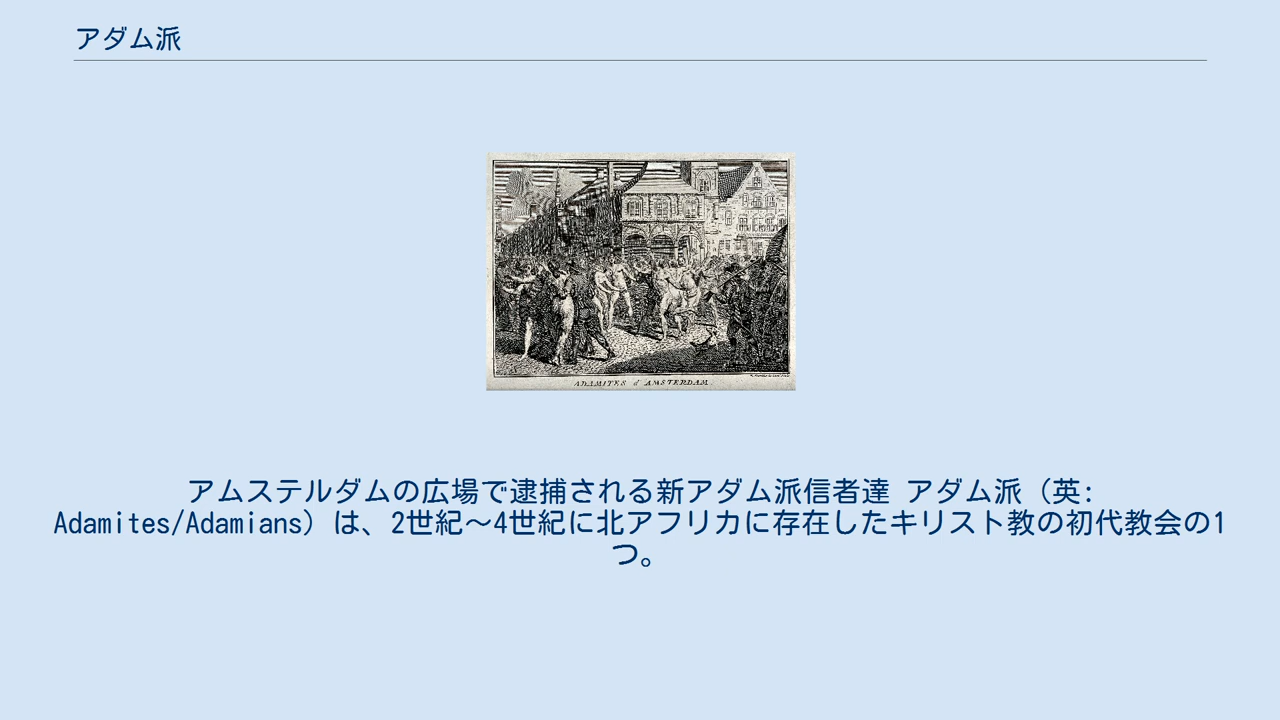 アダム派
ADAMITES d' AMSTERDAM.
アムステルダムの広場で逮捕される新アダム派信者達 アダム派（英:
Adamites/Adamians）は、2世紀～4世紀に北アフリカに存在したキリスト教の初代教会の1
つ。